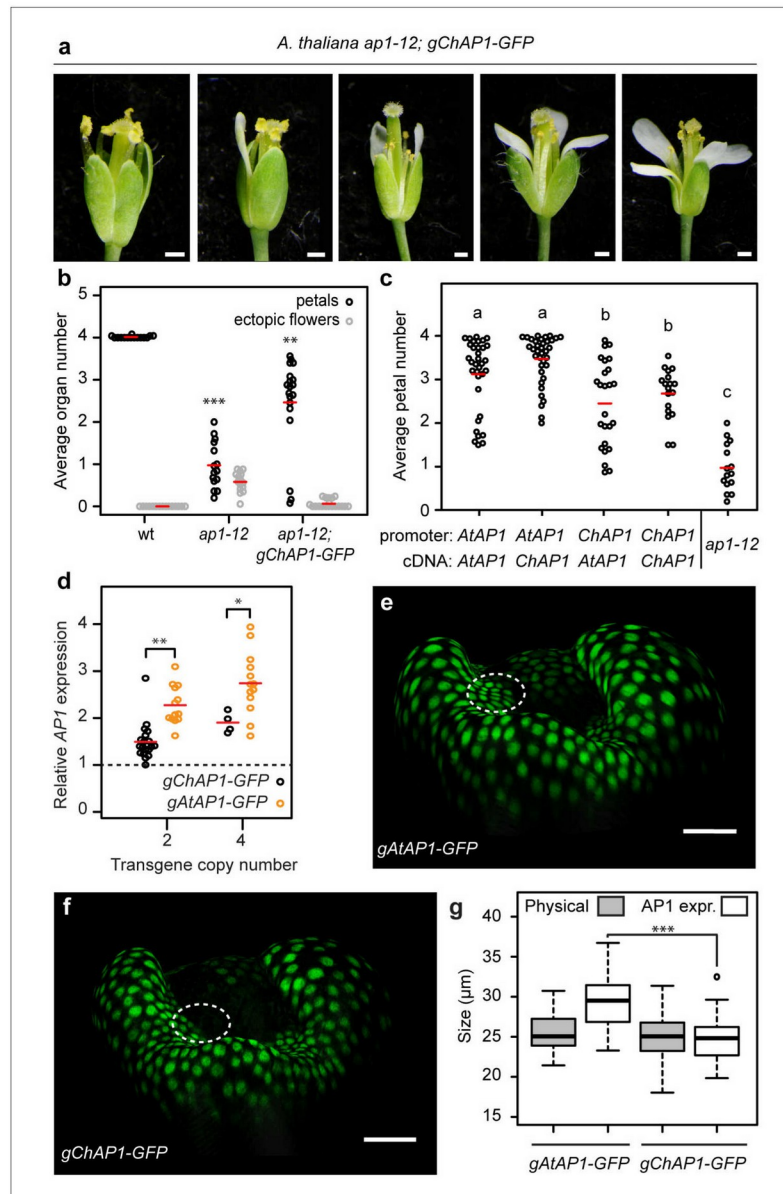 a
A. thaliana ap1-12; gChAP1-GFP
b
petals
ectopic flowers
Average organ number
5
4
3
2
1
0
***
**
wt
ap1-12
ap1-12;
gChAP1-GFP
c
Average petal number
5
4
3
2
1
0
a
a
b
b
c
promoter: AtAP1 AtAP1 ChAP1 ChAP1
cDNA: AtAP1 ChAP1 AtAP1 ChAP1
ap1-12
d
Relative AP1 expression
4
3
2
1
0
**
*
gChAP1-GFP
gAtAP1-GFP
2
4
Transgene copy number
e
gAtAP1-GFP
f
gChAP1-GFP
g
Physical
AP1 expr.
Size (µm)
40
35
30
25
20
15
***
gAtAP1-GFP
gChAP1-GFP